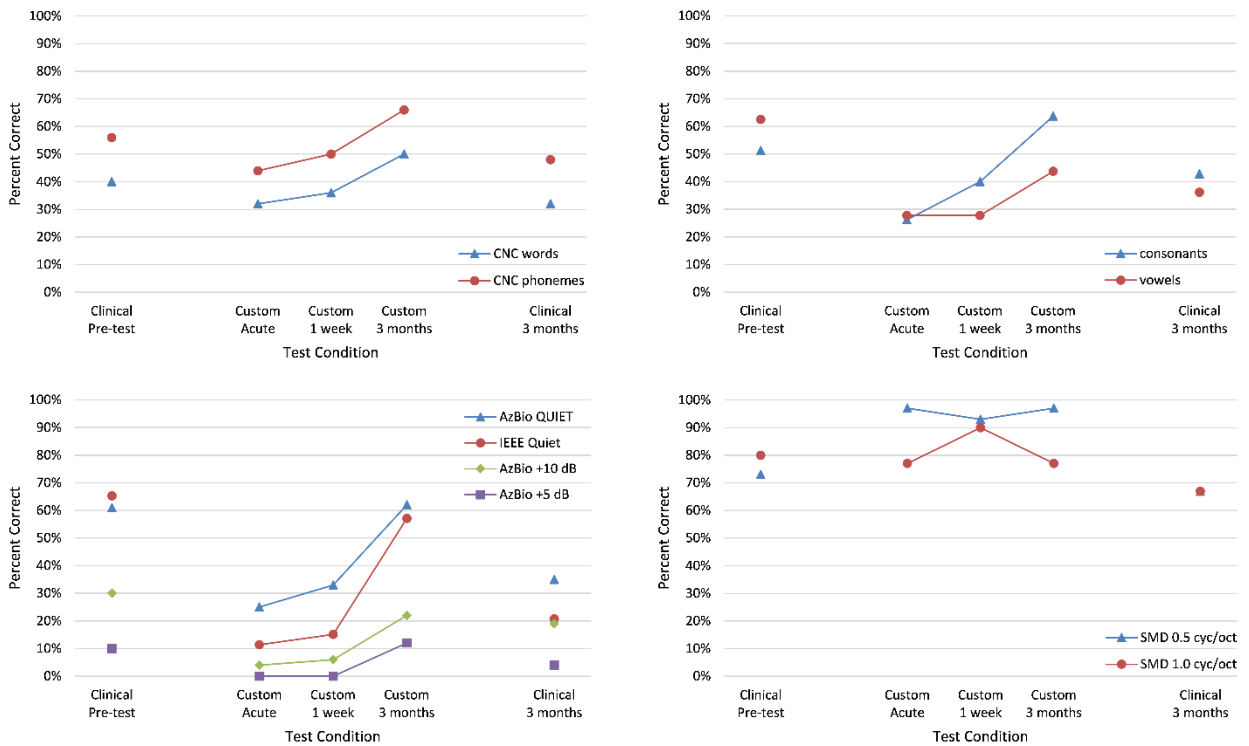 100%
90%
80%
70%
60%
50%
40%
30%
20%
10%
0%
Percent Correct
CNC words
CNC phonemes
Clinical Pre-test
Custom Acute
Custom 1 week
Custom 3 months
Clinical 3 months
Test Condition
100%
90%
80%
70%
60%
50%
40%
30%
20%
10%
0%
Percent Correct
consonants
vowels
Clinical Pre-test
Custom Acute
Custom 1 week
Custom 3 months
Clinical 3 months
Test Condition
100%
90%
80%
70%
60%
50%
40%
30%
20%
10%
0%
Percent Correct
AzBio QUIET
IEEE Quiet
AzBio +10 dB
AzBio +5 dB
Clinical Pre-test
Custom Acute
Custom 1 week
Custom 3 months
Clinical 3 months
Test Condition
100%
90%
80%
70%
60%
50%
40%
30%
20%
10%
0%
Percent Correct
SMD 0.5 cyc/oct
SMD 1.0 cyc/oct
Clinical Pre-test
Custom Acute
Custom 1 week
Custom 3 months
Clinical 3 months
Test Condition